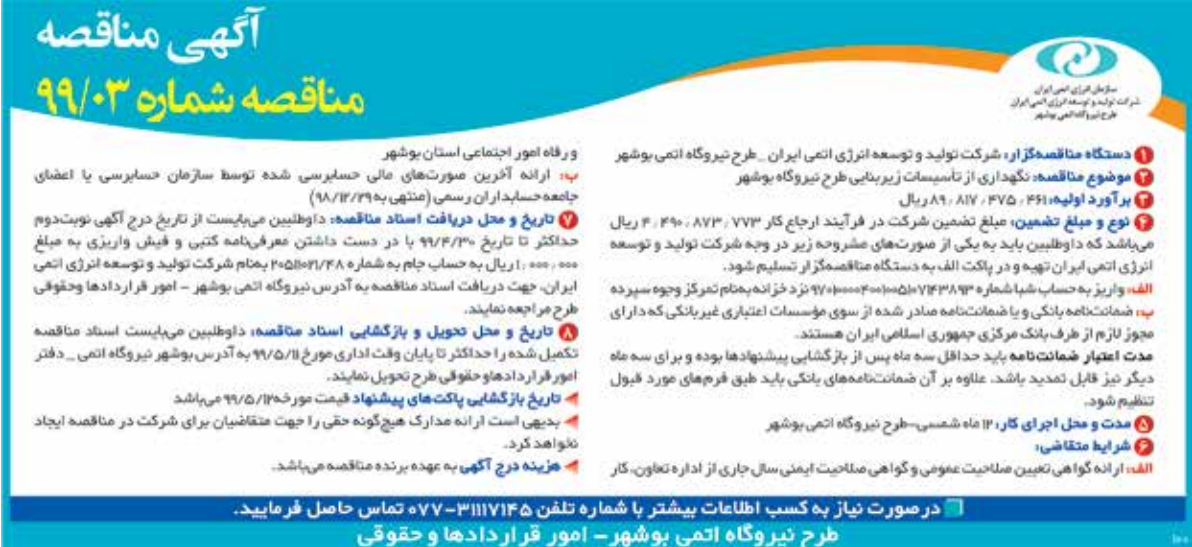 آگهی مناقصه
مناقصه شماره ۹۹/۰۳
سازمان انرژی اتمی ایران
شرکت تولید و توسعه انرژی اتمی ایران
طرح نیروگاه اتمی بوشهر
۱ دستگاه مناقصه‌گزار: شرکت تولید و توسعه انرژی اتمی ایران _ طرح نیروگاه اتمی بوشهر
۲ موضوع مناقصه: نگهداری از تأسیسات زیربنایی طرح نیروگاه بوشهر
۳ برآورد اولیه: ۸۹٫۸۱۷٫۴۷۵٫۴۶۱ ریال
۴ نوع و مبلغ تضمین: مبلغ تضمین شرکت در فرآیند ارجاع کار ۴٫۴۹۰٫۸۷۳٫۷۷۳ ریال
می‌باشد که داوطلبین باید به یکی از صورت‌های مشروحه زیر در وجه شرکت تولید و توسعه
انرژی اتمی ایران تهیه و در پاکت الف به دستگاه مناقصه‌گزار تسلیم شود.
الف: واریز به حساب شبا شماره نزد خزانه به‌نام تمرکز وجوه سپرده
ب: ضمانت‌نامه بانکی و یا ضمانت‌نامه صادر شده از سوی مؤسسات اعتباری غیربانکی که دارای
مجوز لازم از طرف بانک مرکزی جمهوری اسلامی ایران هستند.
مدت اعتبار ضمانت‌نامه باید حداقل سه ماه پس از بازگشایی پیشنهادها بوده و برای سه ماه
دیگر نیز قابل تمدید باشد. علاوه بر آن ضمانت‌نامه‌های بانکی باید طبق فرم‌های مورد قبول
تنظیم شود.
۵ مدت و محل اجرای کار: ۱۲ ماه شمسی-طرح نیروگاه اتمی بوشهر
۶ شرایط متقاضی:
الف: ارائه گواهی تعیین صلاحیت عمومی و گواهی صلاحیت ایمنی سال جاری از اداره تعاون، کار
و رفاه امور اجتماعی استان بوشهر
ب: ارائه آخرین صورت‌های مالی حسابرسی شده توسط سازمان حسابرسی یا اعضای
جامعه حسابداران رسمی (منتهی به ۹۸/۱۲/۲۹)
۷ تاریخ و محل دریافت اسناد مناقصه: داوطلبین می‌بایست از تاریخ درج آگهی نوبت‌دوم
حداکثر تا تاریخ ۹۹/۴/۳۰ با در دست داشتن معرفی‌نامه کتبی و فیش واریزی به مبلغ
۱٫۰۰۰٫۰۰۰ ریال به حساب جام به شماره به‌نام شرکت تولید و توسعه انرژی اتمی
ایران، جهت دریافت اسناد مناقصه به آدرس نیروگاه اتمی بوشهر - امور قراردادها وحقوقی
طرح مراجعه نمایند.
۸ تاریخ و محل تحویل و بازگشایی اسناد مناقصه: داوطلبین می‌بایست اسناد مناقصه
تکمیل شده را حداکثر تا پایان وقت اداری مورخ ۹۹/۵/۱۱ به آدرس بوشهر نیروگاه اتمی _ دفتر
امور قراردادها و حقوقی طرح تحویل نمایند.
تاریخ بازگشایی پاکت‌های پیشنهاد قیمت مورخه ۹۹/۵/۱۲ می‌باشد
بدیهی است ارائه مدارک هیچ‌گونه حقی را جهت متقاضیان برای شرکت در مناقصه ایجاد
نخواهد کرد.
هزینه درج آگهی به عهده برنده مناقصه می‌باشد.
در صورت نیاز به کسب اطلاعات بیشتر با شماره تلفن ۳۱۱۱۷۱۴۵-۰۷۷ تماس حاصل فرمایید.
طرح نیروگاه اتمی بوشهر- امور قراردادها و حقوقی